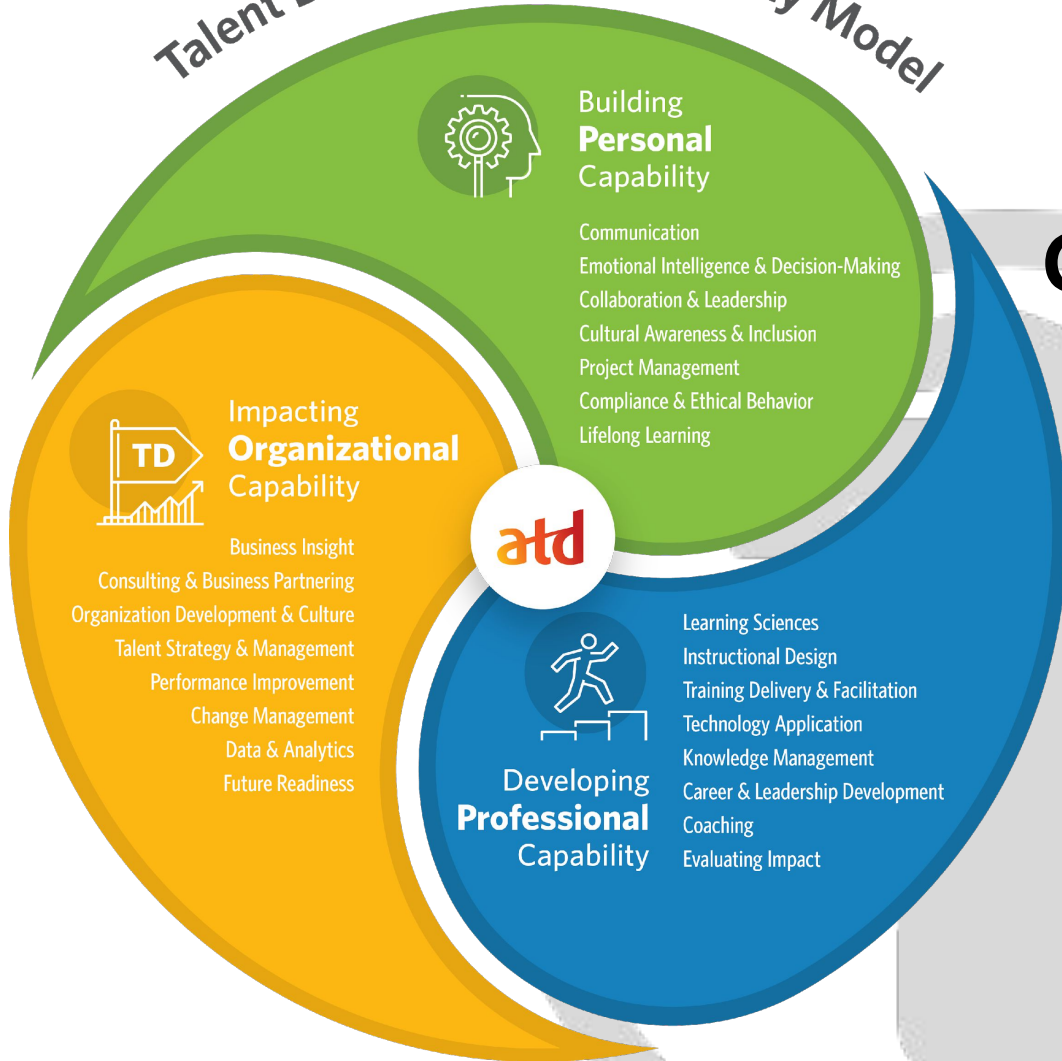 Talent
Model
Building
Personal
Capability
Communication
Emotional Intelligence & Decision-Making
Collaboration & Leadership
Cultural Awareness & Inclusion
Project Management
Compliance & Ethical Behavior
Lifelong Learning
Impacting
Organizational
Capability
TD
Business Insight
Consulting & Business Partnering
Organization Development & Culture
Talent Strategy & Management
Performance Improvement
Change Management
Data & Analytics
Future Readiness
atd
Developing
Professional
Capability
Learning Sciences
Instructional Design
Training Delivery & Facilitation
Technology Application
Knowledge Management
Career & Leadership Development
Coaching
Evaluating Impact